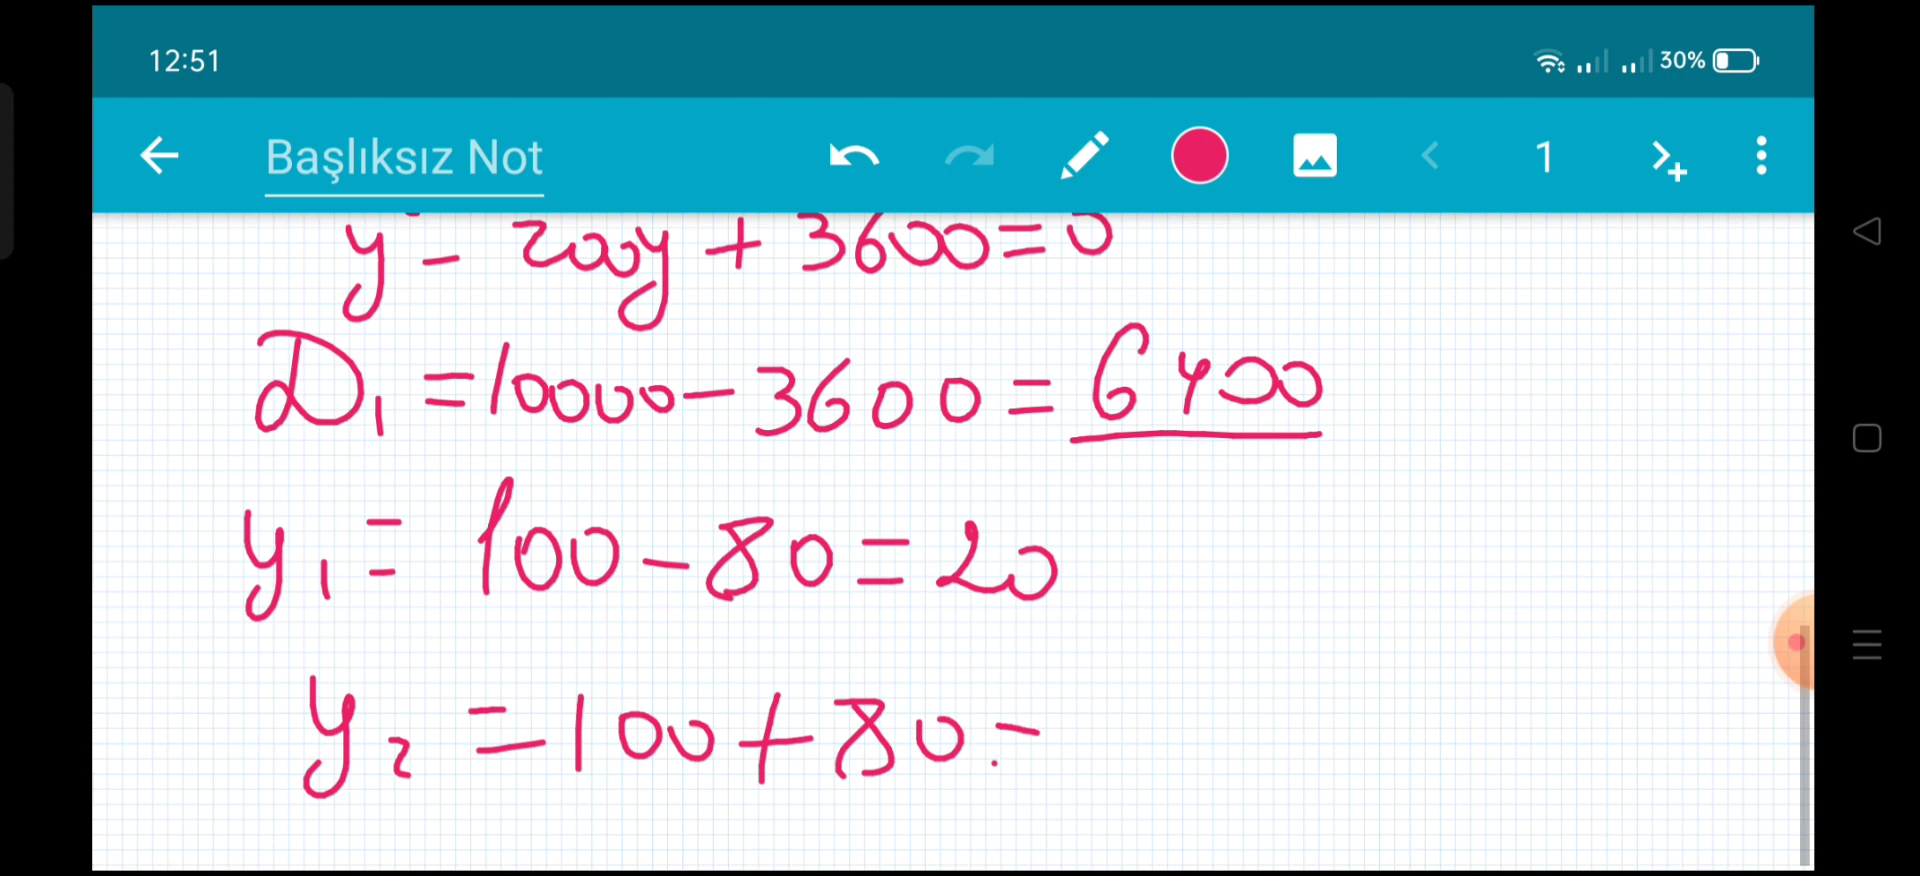 12:51 30%
Başlıksız Not 1
y - 200y + 3600 = 0
D₁ = 10000 - 3600 = 6400
y₁ = 100 - 80 = 20
y₂ = 100 + 80 =